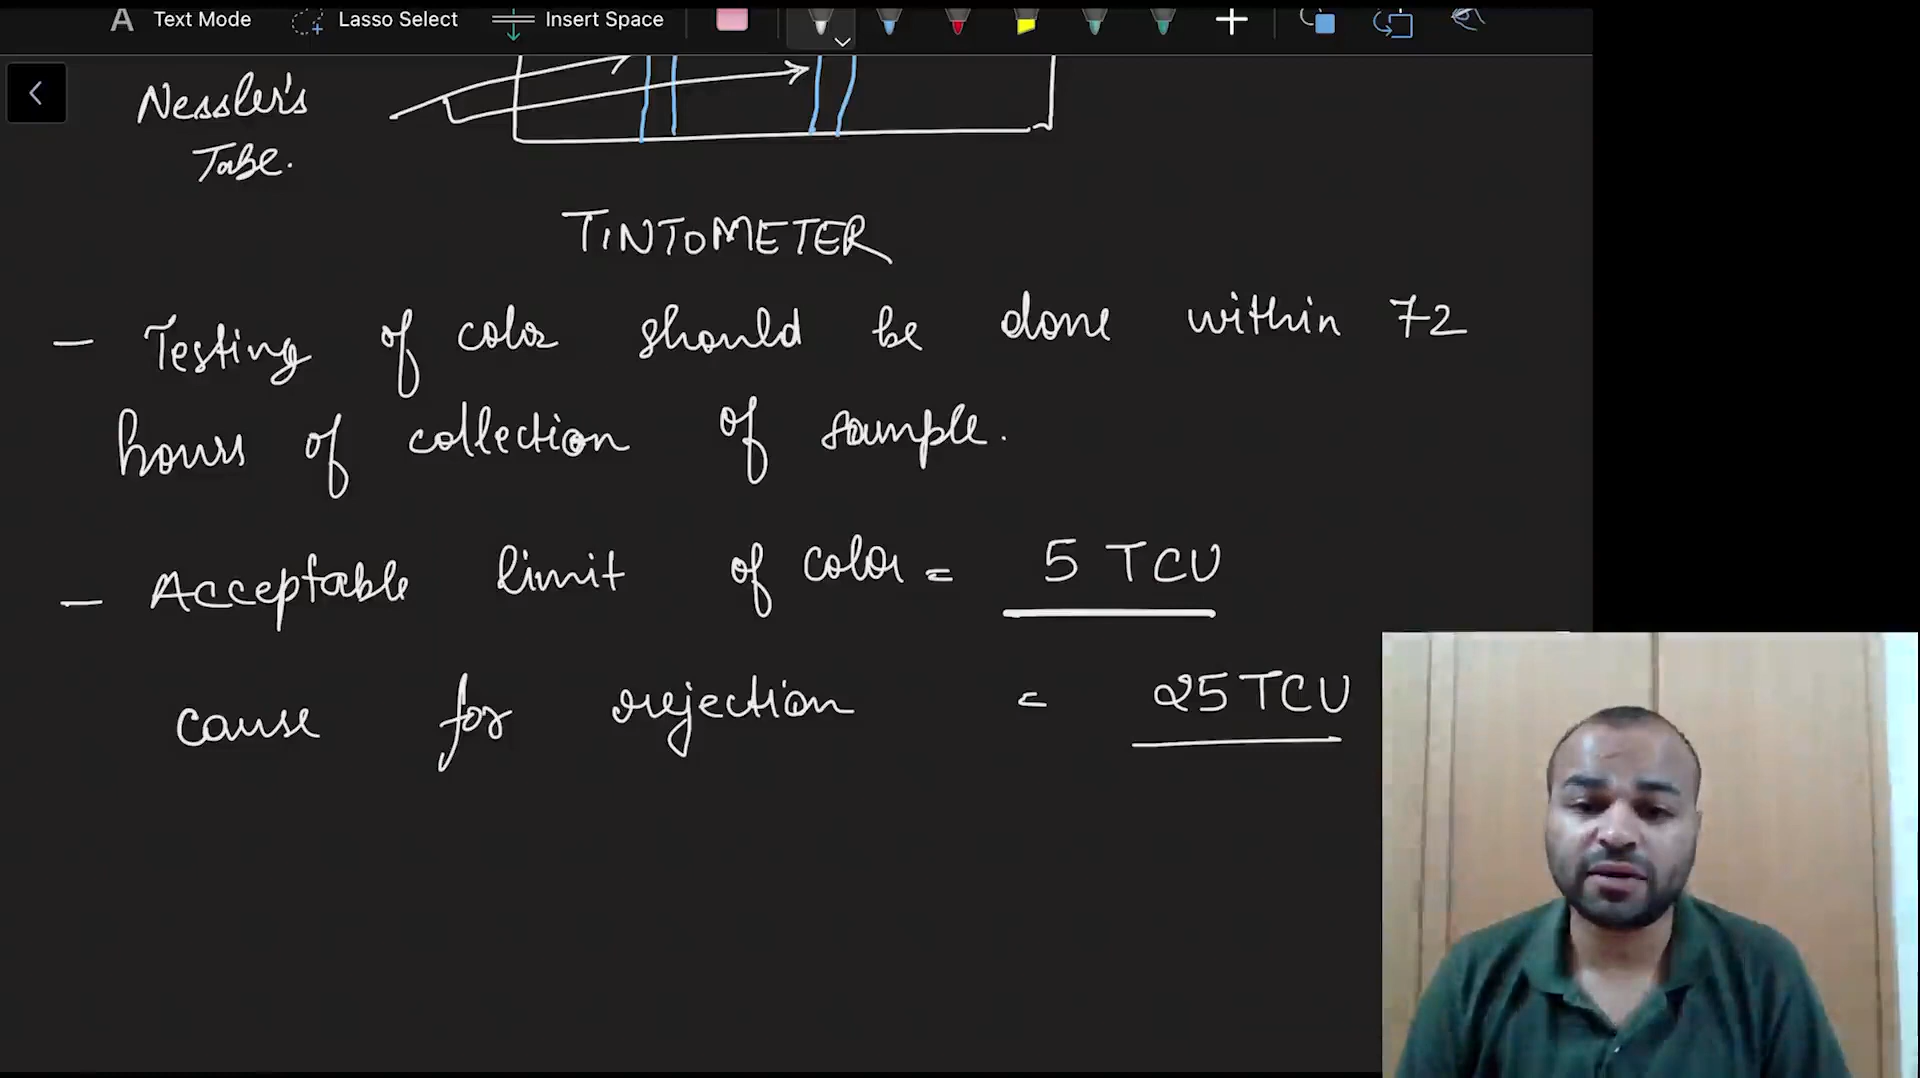 Text Mode Lasso Select Insert Space
Nessler's
Tube.
TINTOMETER
- Testing of color should be done within 72
hours of collection of sample.
- Acceptable limit of color = 5 TCU
cause for rejection = 25 TCU